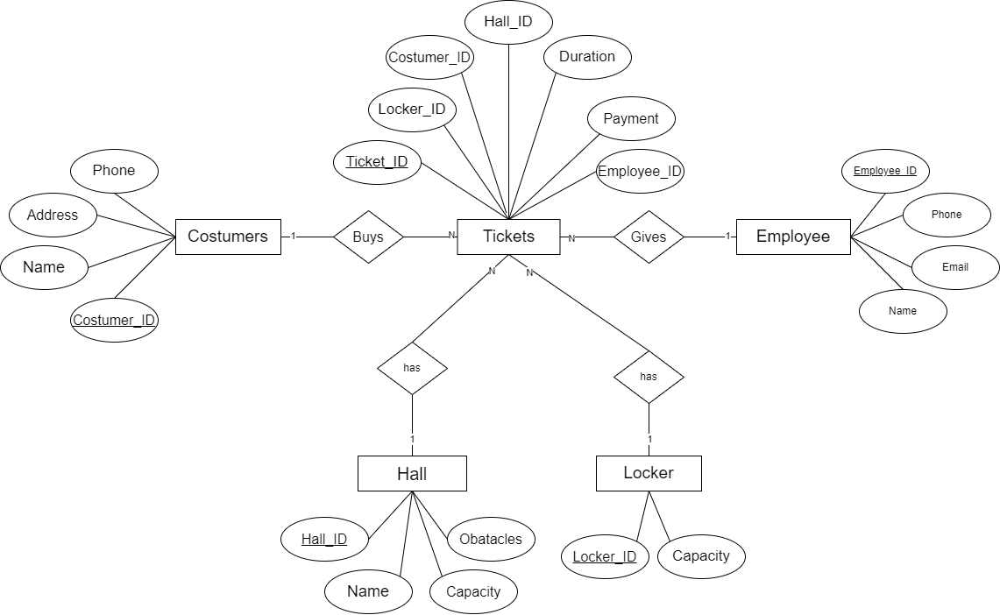 Hall_ID
Costumer_ID
Duration
Locker_ID
Payment
Ticket_ID
Employee_ID
Phone
Employee_ID
Address
Phone
Costumers
1
Buys
N
Tickets
N
Gives
1
Employee
Name
Email
N
N
Costumer_ID
Name
has
has
1
1
Hall
Locker
Hall_ID
Obatacles
Locker_ID
Capacity
Name
Capacity